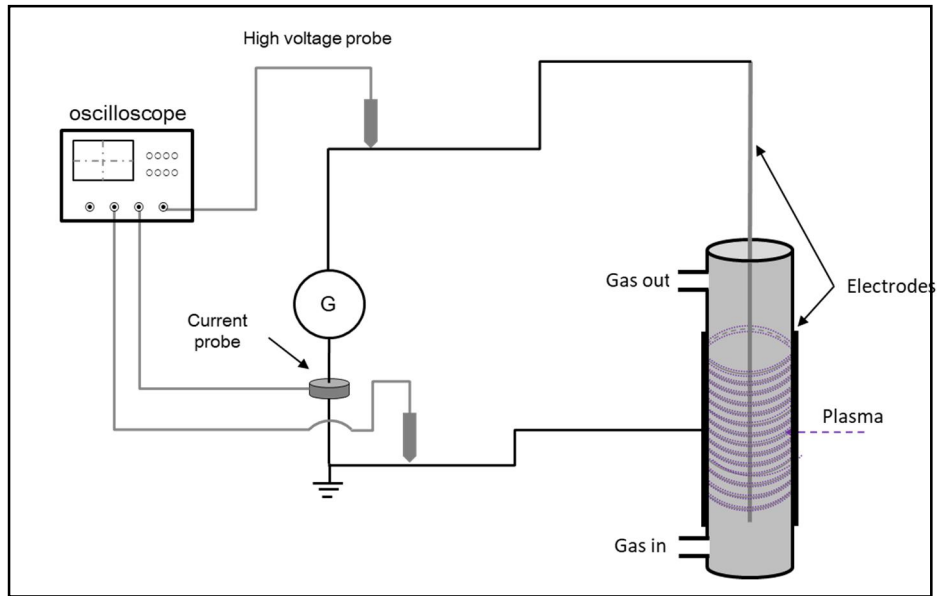 High voltage probe
oscilloscope
Gas out
Electrodes
G
Current
probe
Plasma
Gas in